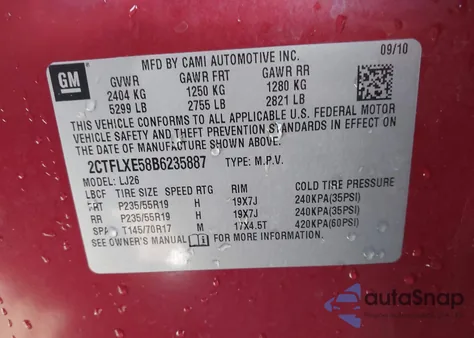 MFD BY CAMI AUTOMOTIVE INC. 09/10
GM
GVWR GAWR FRT GAWR RR
2404 KG 1250 KG 1280 KG
5299 LB 2755 LB 2821 LB
THIS VEHICLE CONFORMS TO ALL APPLICABLE U.S. FEDERAL MOTOR
VEHICLE SAFETY AND THEFT PREVENTION STANDARDS IN EFFECT ON
THE DATE OF MANUFACTURE SHOWN ABOVE.
2CTFLXE58B6235887 TYPE: M.P.V.
MODEL: LJ26
LBCF TIRE SIZE SPEED RTG RIM COLD TIRE PRESSURE
FRT P235/55R19 H 19X7J 240KPA(35PSI)
RR P235/55R19 H 19X7J 240KPA(35PSI)
SPA T145/70R17 M 17X4.5T 420KPA(60PSI)
SEE OWNER'S MANUAL FOR MORE INFORMATION.
autoSnap